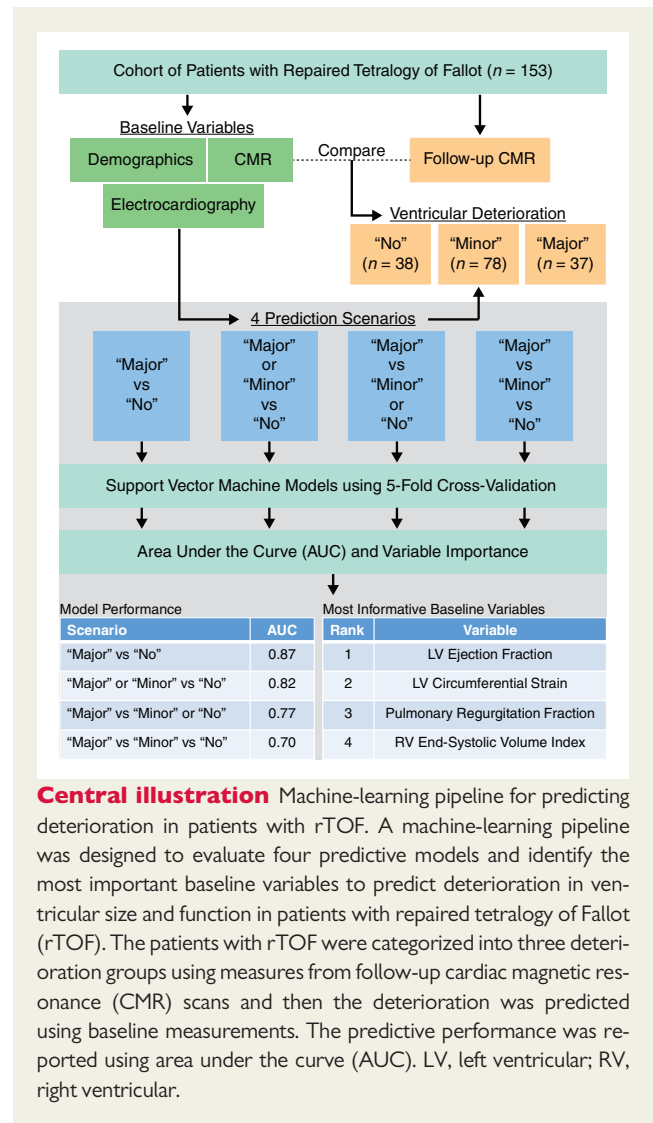 Cohort of Patients with Repaired Tetralogy of Fallot (n = 153)
Baseline Variables
Demographics
CMR
Compare
Follow-up CMR
Electrocardiography
Ventricular Deterioration
“No”
(n = 38)
“Minor”
(n = 78)
“Major”
(n = 37)
4 Prediction Scenarios
“Major”
vs
“No”
“Major”
or
“Minor”
vs
“No”
“Major”
vs
“Minor”
or
“No”
“Major”
vs
“Minor”
vs
“No”
Support Vector Machine Models using 5-Fold Cross-Validation
Area Under the Curve (AUC) and Variable Importance
Model Performance
Scenario AUC
“Major” vs “No” 0.87
“Major” or “Minor” vs “No” 0.82
“Major” vs “Minor” or “No” 0.77
“Major” vs “Minor” vs “No” 0.70
Most Informative Baseline Variables
Rank Variable
1 LV Ejection Fraction
2 LV Circumferential Strain
3 Pulmonary Regurgitation Fraction
4 RV End-Systolic Volume Index
Central illustration Machine-learning pipeline for predicting
deterioration in patients with rTOF. A machine-learning pipeline
was designed to evaluate four predictive models and identify the
most important baseline variables to predict deterioration in ven-
tricular size and function in patients with repaired tetralogy of Fallot
(rTOF). The patients with rTOF were categorized into three deteri-
oration groups using measures from follow-up cardiac magnetic res-
onance (CMR) scans and then the deterioration was predicted
using baseline measurements. The predictive performance was re-
ported using area under the curve (AUC). LV, left ventricular; RV,
right ventricular.